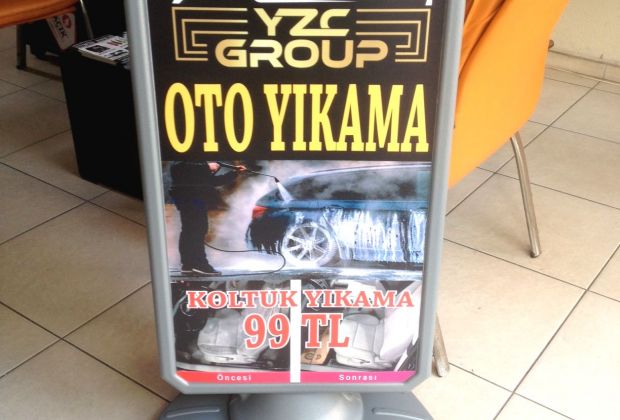 YZC
GROUP
OTO YIKAMA
KOLTUK YIKAMA
99 TL
Öncesi Sonrası